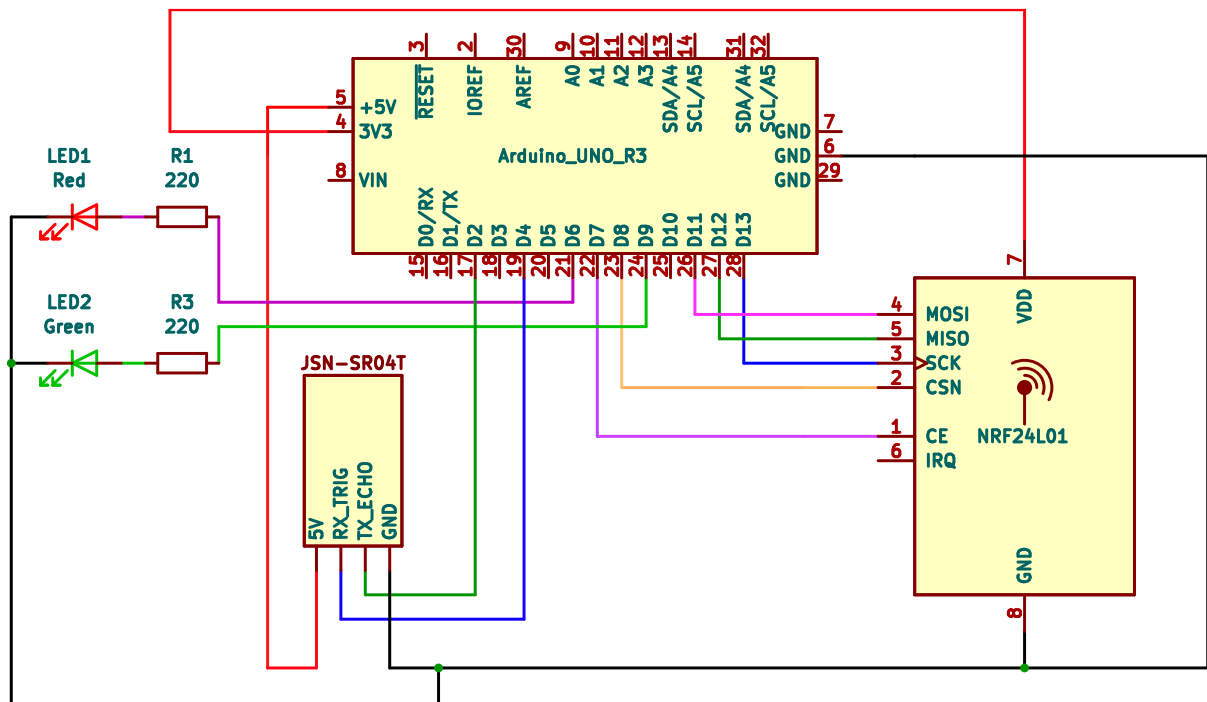 3
2
30
9
10
11
12
13
14
31
32
RESET
IOREF
AREF
A0
A1
A2
A3
SDA/A4
SCL/A5
SDA/A4
SCL/A5
5
+5V
4
3V3
8
VIN
Arduino_UNO_R3
GND
7
GND
6
GND
29
D0/RX
D1/TX
D2
D3
D4
D5
D6
D7
D8
D9
D10
D11
D12
D13
15
16
17
18
19
20
21
22
23
24
25
26
27
28
LED1
Red
R1
220
LED2
Green
R3
220
JSN-SR04T
5V
RX_TRIG
TX_ECHO
GND
7
VDD
4
MOSI
5
MISO
3
SCK
2
CSN
1
CE
6
IRQ
NRF24L01
GND
8